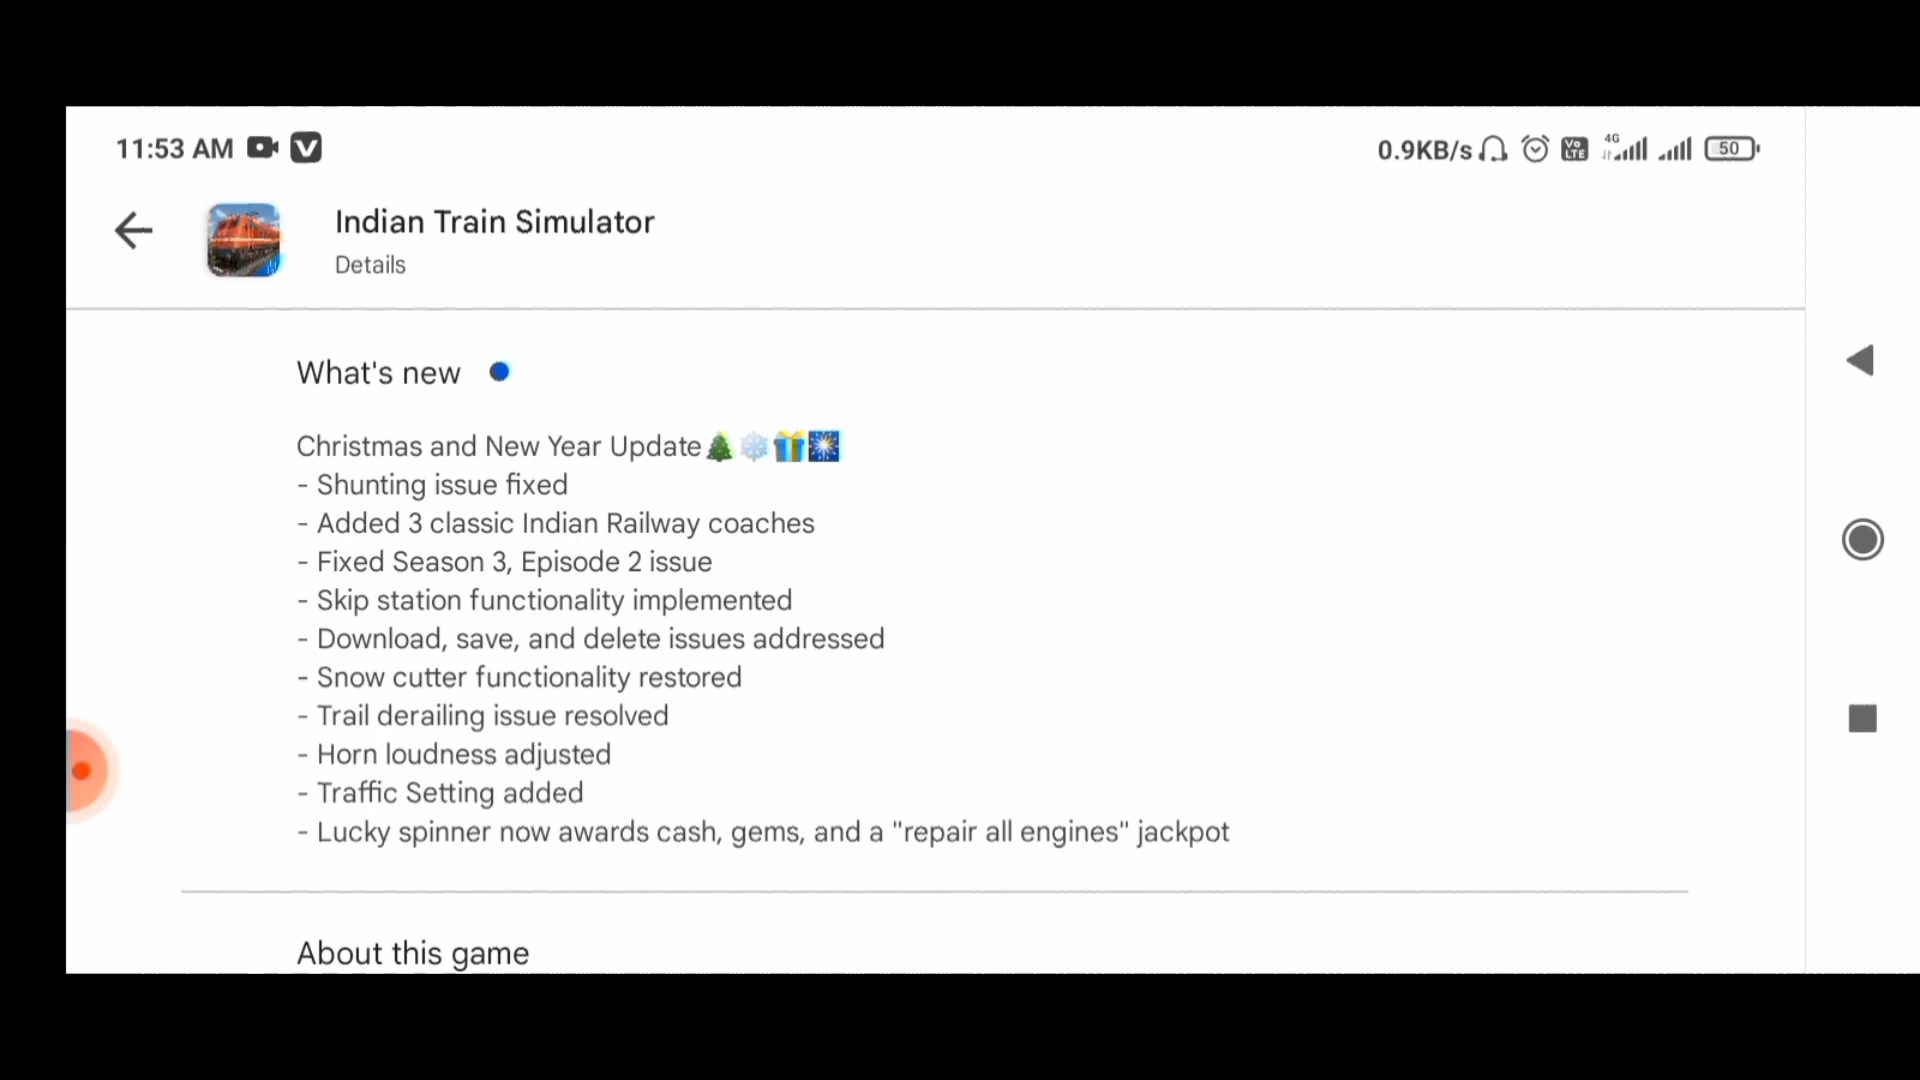 11:53 AM
0.9KB/s 4G Vo LTE 50
Indian Train Simulator
Details
What's new
Christmas and New Year Update🎄❄️🎁🎆
- Shunting issue fixed
- Added 3 classic Indian Railway coaches
- Fixed Season 3, Episode 2 issue
- Skip station functionality implemented
- Download, save, and delete issues addressed
- Snow cutter functionality restored
- Trail derailing issue resolved
- Horn loudness adjusted
- Traffic Setting added
- Lucky spinner now awards cash, gems, and a "repair all engines" jackpot
About this game